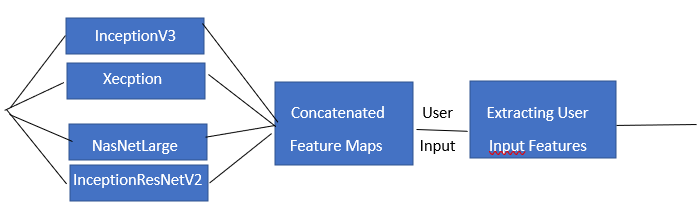 InceptionV3
Xecption
NasNetLarge
InceptionResNetV2
Concatenated
Feature Maps
User
Input
Extracting User
Input Features